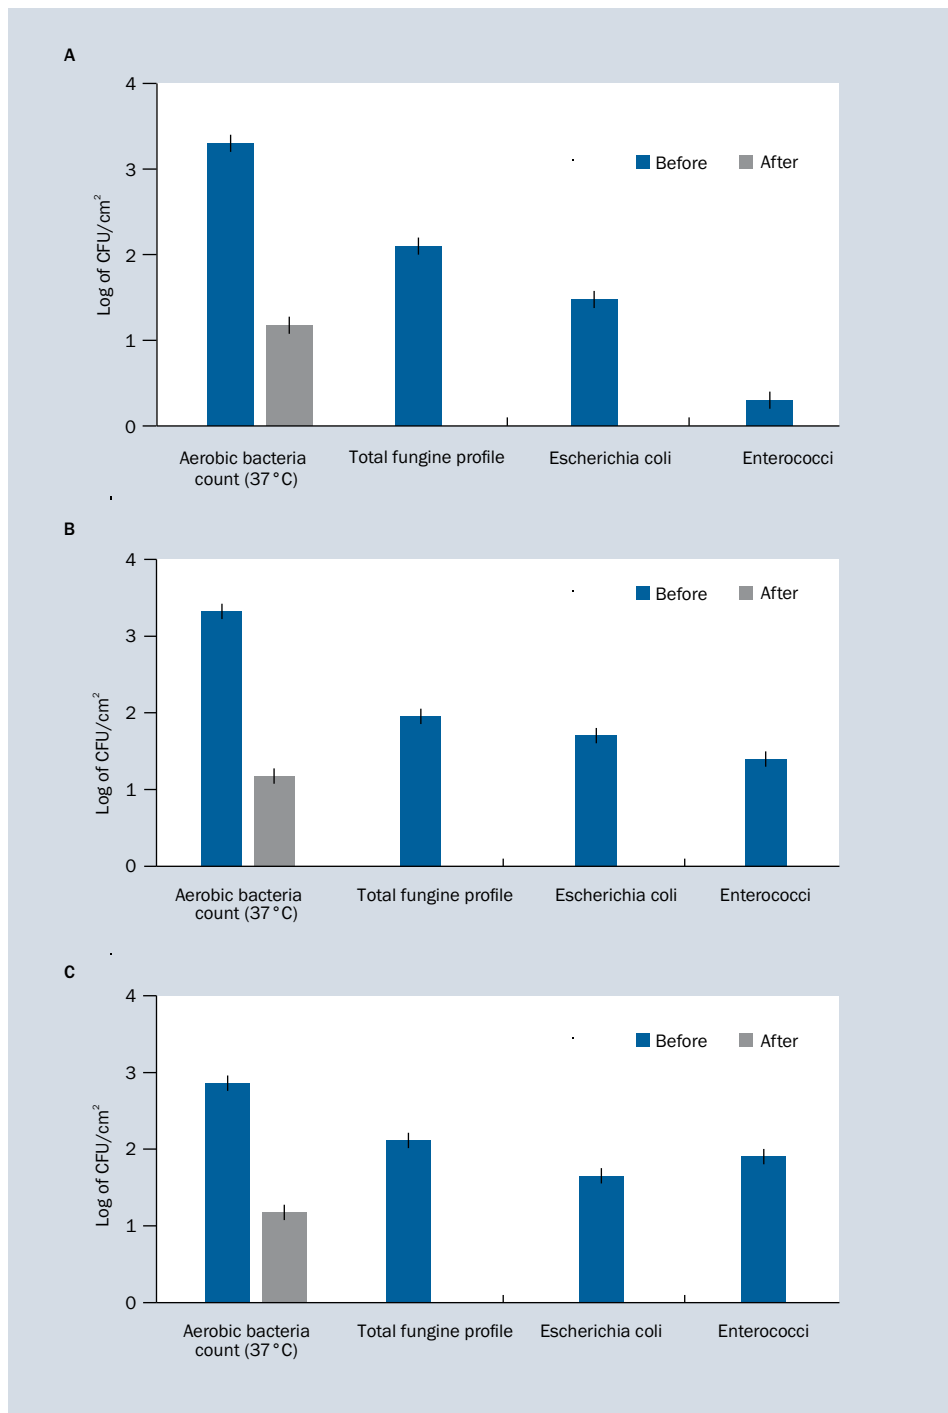 A
4
3
2
1
0
Log of CFU/cm²
Before After
Aerobic bacteria
count (37°C)
Total fungine profile
Escherichia coli
Enterococci
B
4
3
2
1
0
Log of CFU/cm²
Before After
Aerobic bacteria
count (37°C)
Total fungine profile
Escherichia coli
Enterococci
C
4
3
2
1
0
Log of CFU/cm²
Before After
Aerobic bacteria
count (37°C)
Total fungine profile
Escherichia coli
Enterococci